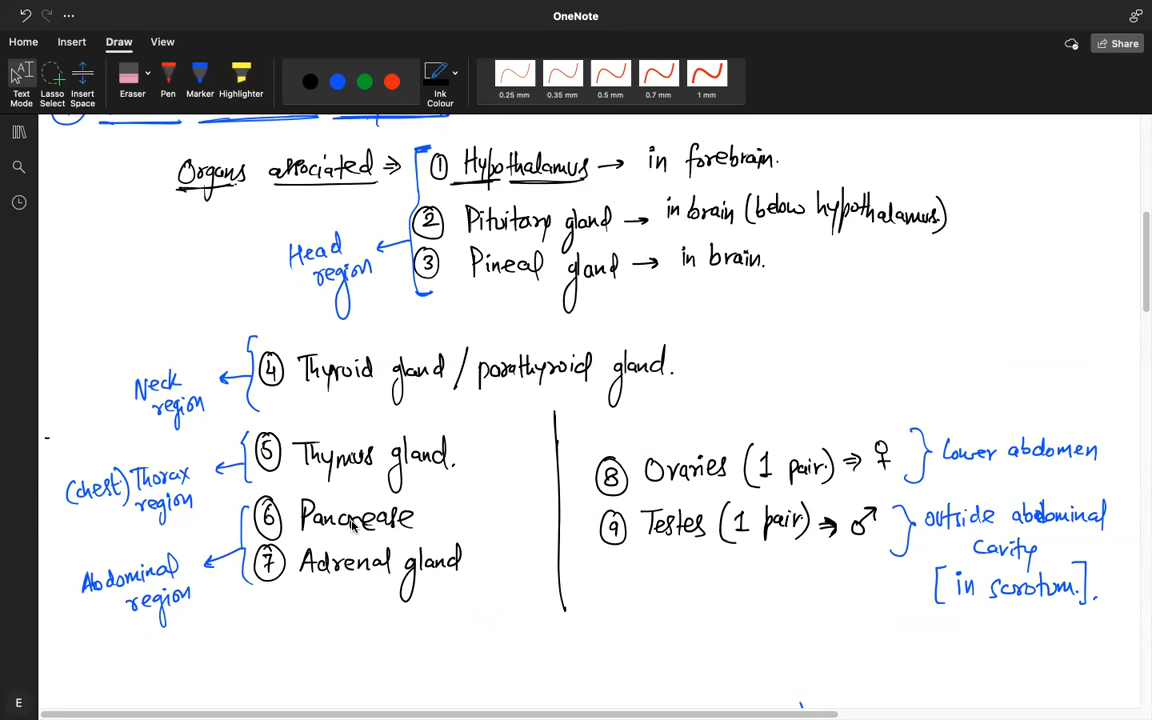 OneNote
Home Insert Draw View
Share
Text Mode
Lasso Select
Insert Space
Eraser
Pen
Marker
Highlighter
Ink Colour
0.25 mm 0.35 mm 0.5 mm 0.7 mm 1 mm
Organs associated ⇒ ① Hypothalamus → in forebrain.
② Pituitary gland → in brain (below hypothalamus)
③ Pineal gland → in brain.
Head region
④ Thyroid gland / parathyroid gland.
Neck region
⑤ Thymus gland.
(chest) Thorax region
⑥ Pancrease
⑦ Adrenal gland
Abdominal region
⑧ Ovaries (1 pair.) ⇒ ♀ } lower abdomen
⑨ Testes (1 pair) ⇒ ♂ } outside abdominal
cavity
[in scrotum.].
E